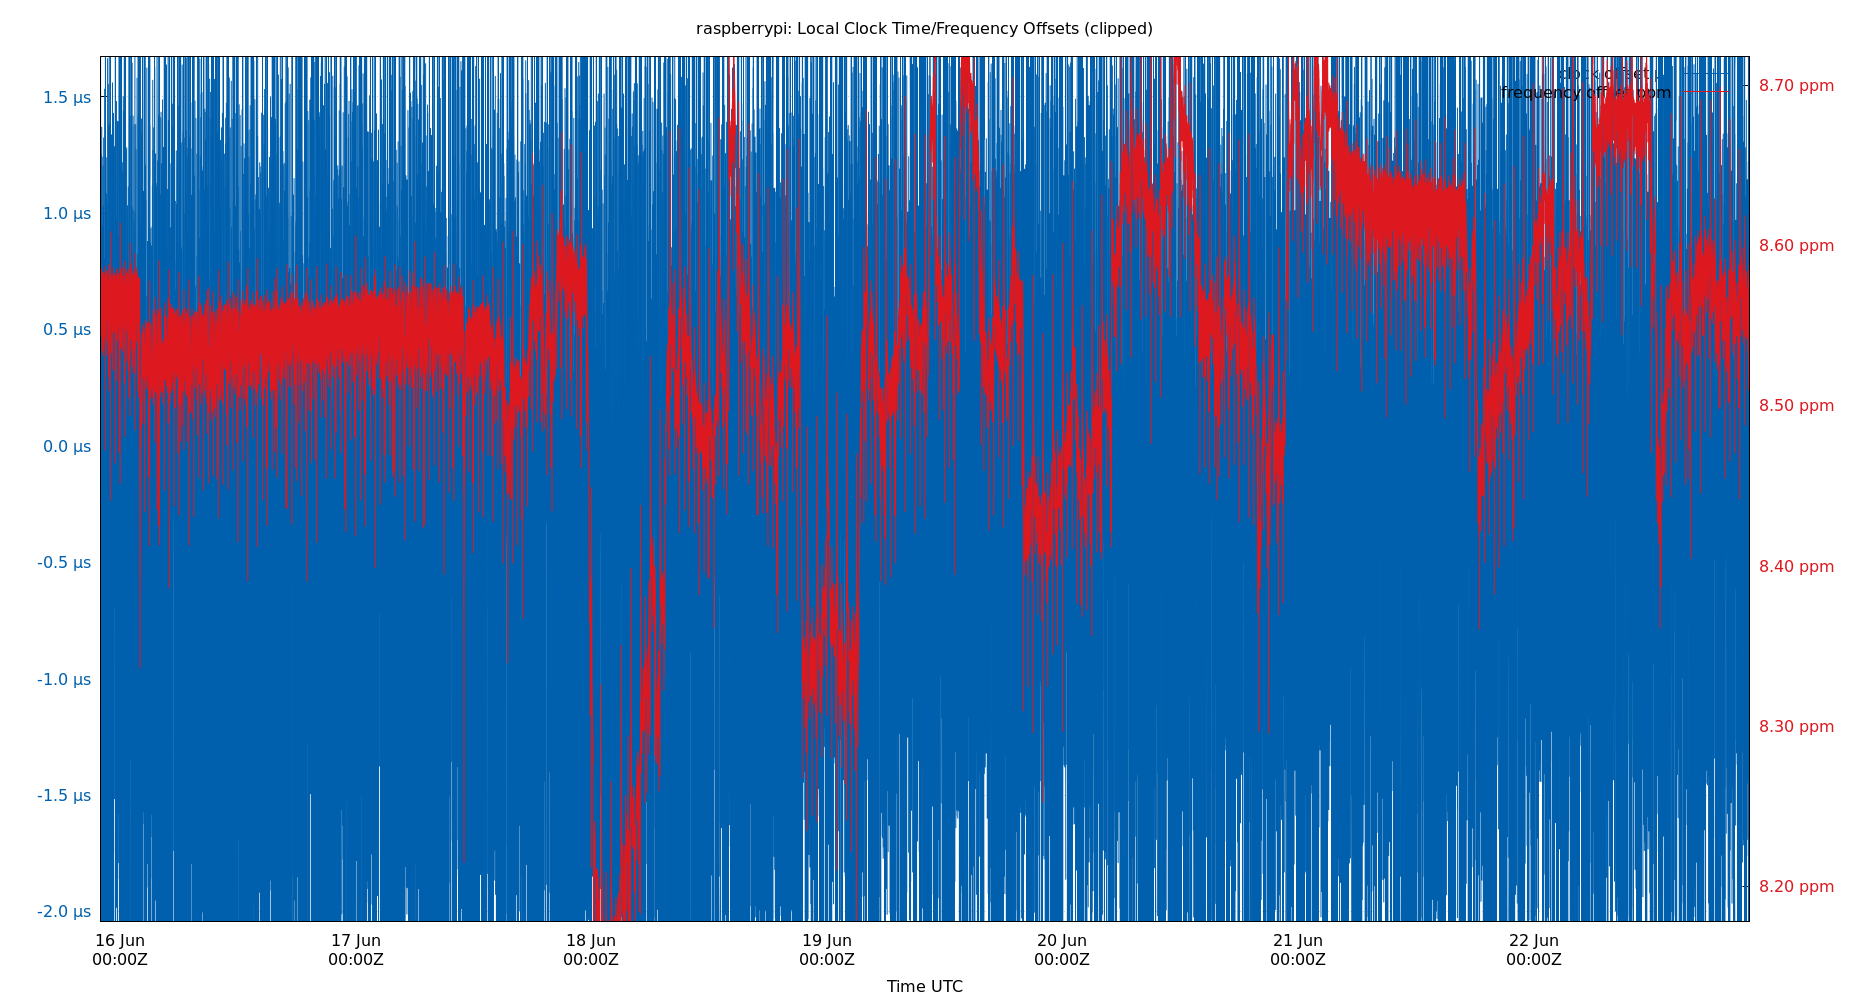 raspberrypi: Local Clock Time/Frequency Offsets (clipped)
clock offset
frequency offset ppm
1.5 µs
1.0 µs
0.5 µs
0.0 µs
-0.5 µs
-1.0 µs
-1.5 µs
-2.0 µs
8.70 ppm
8.60 ppm
8.50 ppm
8.40 ppm
8.30 ppm
8.20 ppm
16 Jun 17 Jun 18 Jun 19 Jun 20 Jun 21 Jun 22 Jun
00:00Z 00:00Z 00:00Z 00:00Z 00:00Z 00:00Z 00:00Z
Time UTC